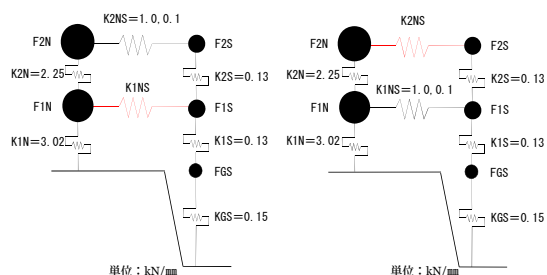 K2NS=1.0,0.1
F2N
F2S
K2N=2.25
K2S=0.13
K1NS
F1N
F1S
K1N=3.02
K1S=0.13
FGS
KGS=0.15
単位：kN/㎜
K2NS
F2N
F2S
K2N=2.25
K2S=0.13
K1NS=1.0,0.1
F1N
F1S
K1N=3.02
K1S=0.13
FGS
KGS=0.15
単位：kN/㎜